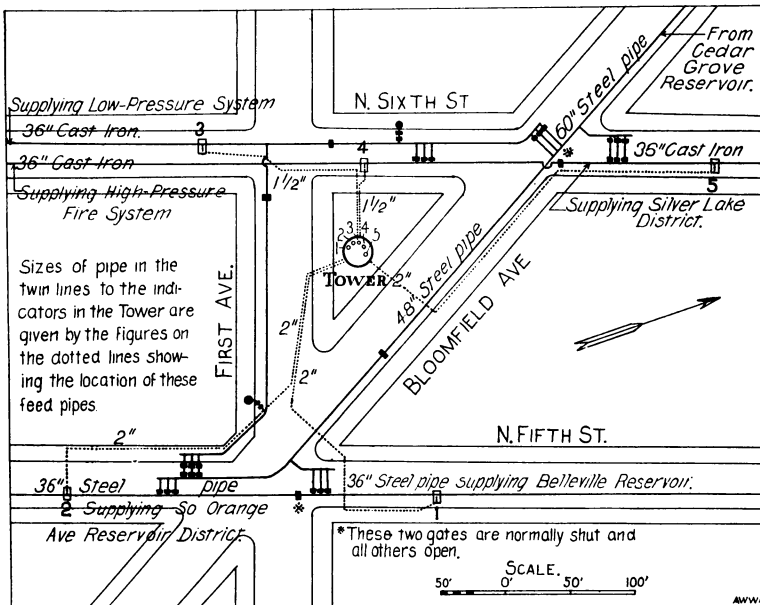 From
Cedar
Grove
Reservoir.
60" Steel pipe
N. SIXTH ST
Supplying Low-Pressure System
36" Cast Iron.
3
4
36" Cast Iron
36" Cast Iron
5
1 1/2"
Supplying High-Pressure
Fire System
1 1/2"
Supplying Silver Lake
District.
1 2 3 4 5
TOWER
2"
48" Steel pipe
BLOOMFIELD AVE
Sizes of pipe in the
twin lines to the indi-
cators in the Tower are
given by the figures on
the dotted lines show-
ing the location of these
feed pipes.
FIRST AVE.
2"
2"
2"
N. FIFTH ST.
36" Steel pipe
2 Supplying So Orange
Ave Reservoir District.
36" Steel pipe supplying Belleville Reservoir.
1
*These two gates are normally shut and
all others open.
SCALE.
50' 0' 50' 100'